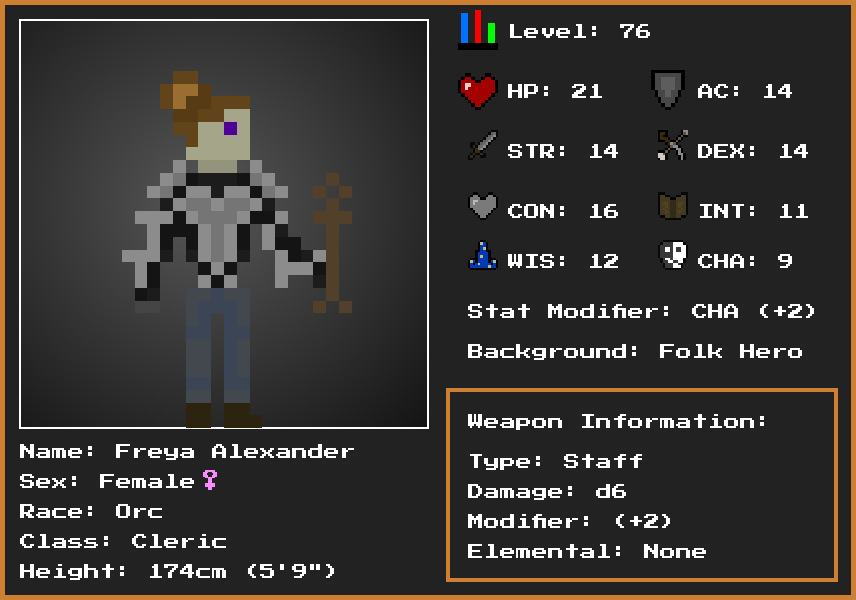 Level: 76
HP: 21 AC: 14
STR: 14 DEX: 14
CON: 16 INT: 11
WIS: 12 CHA: 9
Stat Modifier: CHA (+2)
Background: Folk Hero
Weapon Information:
Type: Staff
Damage: d6
Modifier: (+2)
Elemental: None
Name: Freya Alexander
Sex: Female♀
Race: Orc
Class: Cleric
Height: 174cm (5'9")